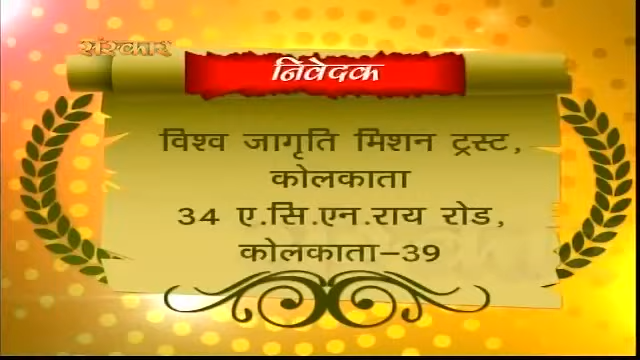 संस्कार
निवेदक
विश्व जागृति मिशन ट्रस्ट,
कोलकाता
34 ए.सि.एन.राय रोड,
कोलकाता–39